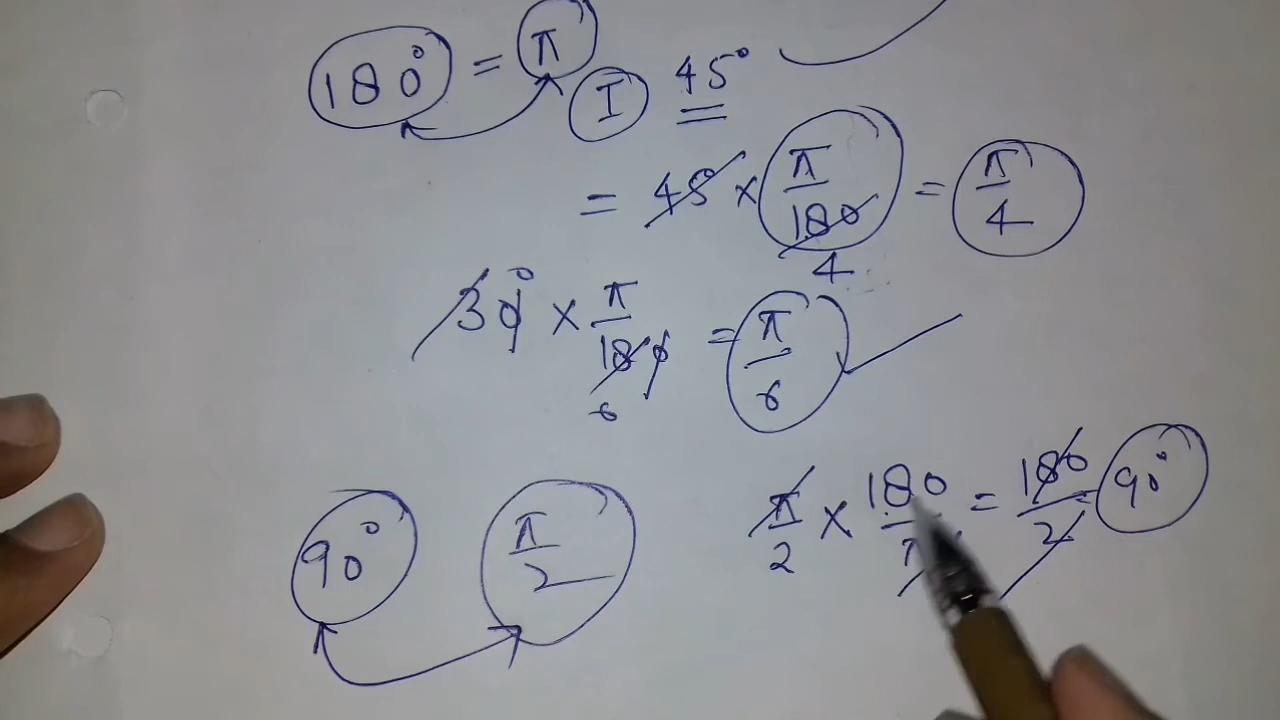 180° = π
I 45°
= 45° × π/180 = π/4
4
30° × π/180 = π/6
6
π/2 × 180/π = 180/2 = 90°
90° π/2